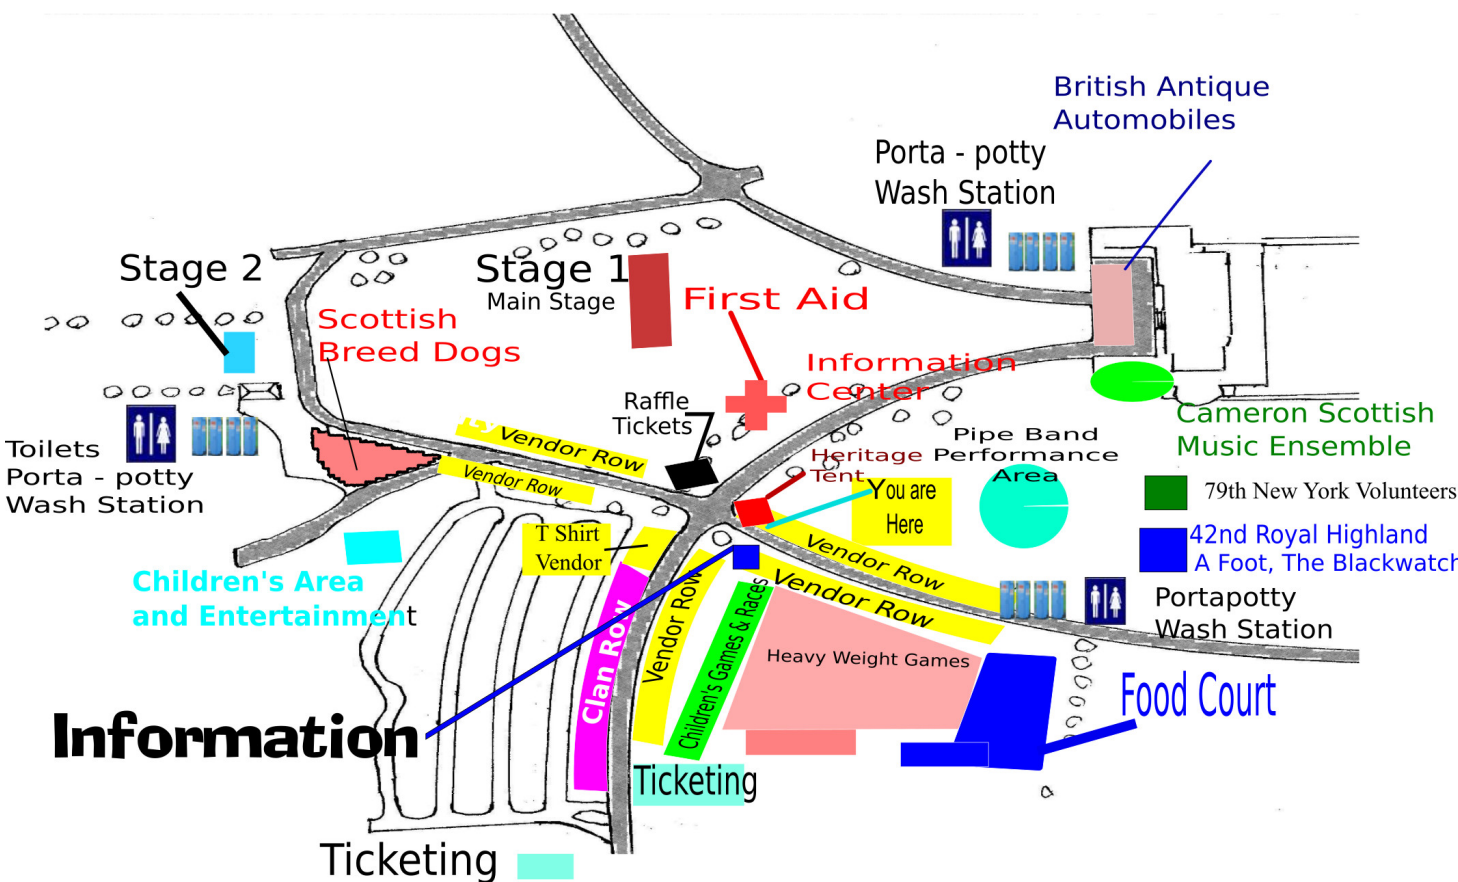 British Antique
Automobiles
Porta - potty
Wash Station
Stage 2
Stage 1
Main Stage
First Aid
Scottish
Breed Dogs
Information
Center
Raffle
Tickets
Cameron Scottish
Music Ensemble
Toilets
Porta - potty
Wash Station
Vendor Row
Vendor Row
Pipe Band
Performance
Area
Heritage
Tent
You are
Here
79th New York Volunteers
42nd Royal Highland
A Foot, The Blackwatch
T Shirt
Vendor
Vendor Row
Vendor Row
Children's Area
and Entertainment
Portapotty
Wash Station
Clan Row
Vendor Row
Children's Games & Races
Heavy Weight Games
Food Court
Information
Ticketing
Ticketing